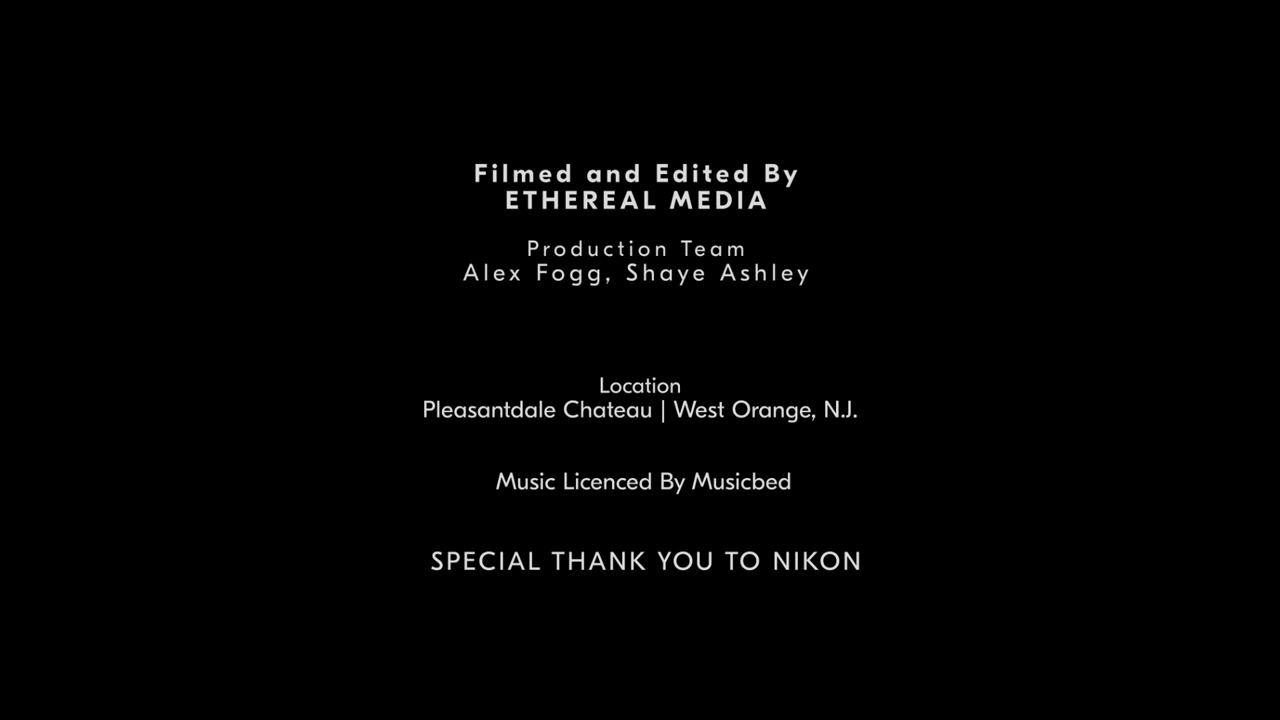 Filmed and Edited By
ETHEREAL MEDIA
Production Team
Alex Fogg, Shaye Ashley
Location
Pleasantdale Chateau | West Orange, N.J.
Music Licenced By Musicbed
SPECIAL THANK YOU TO NIKON